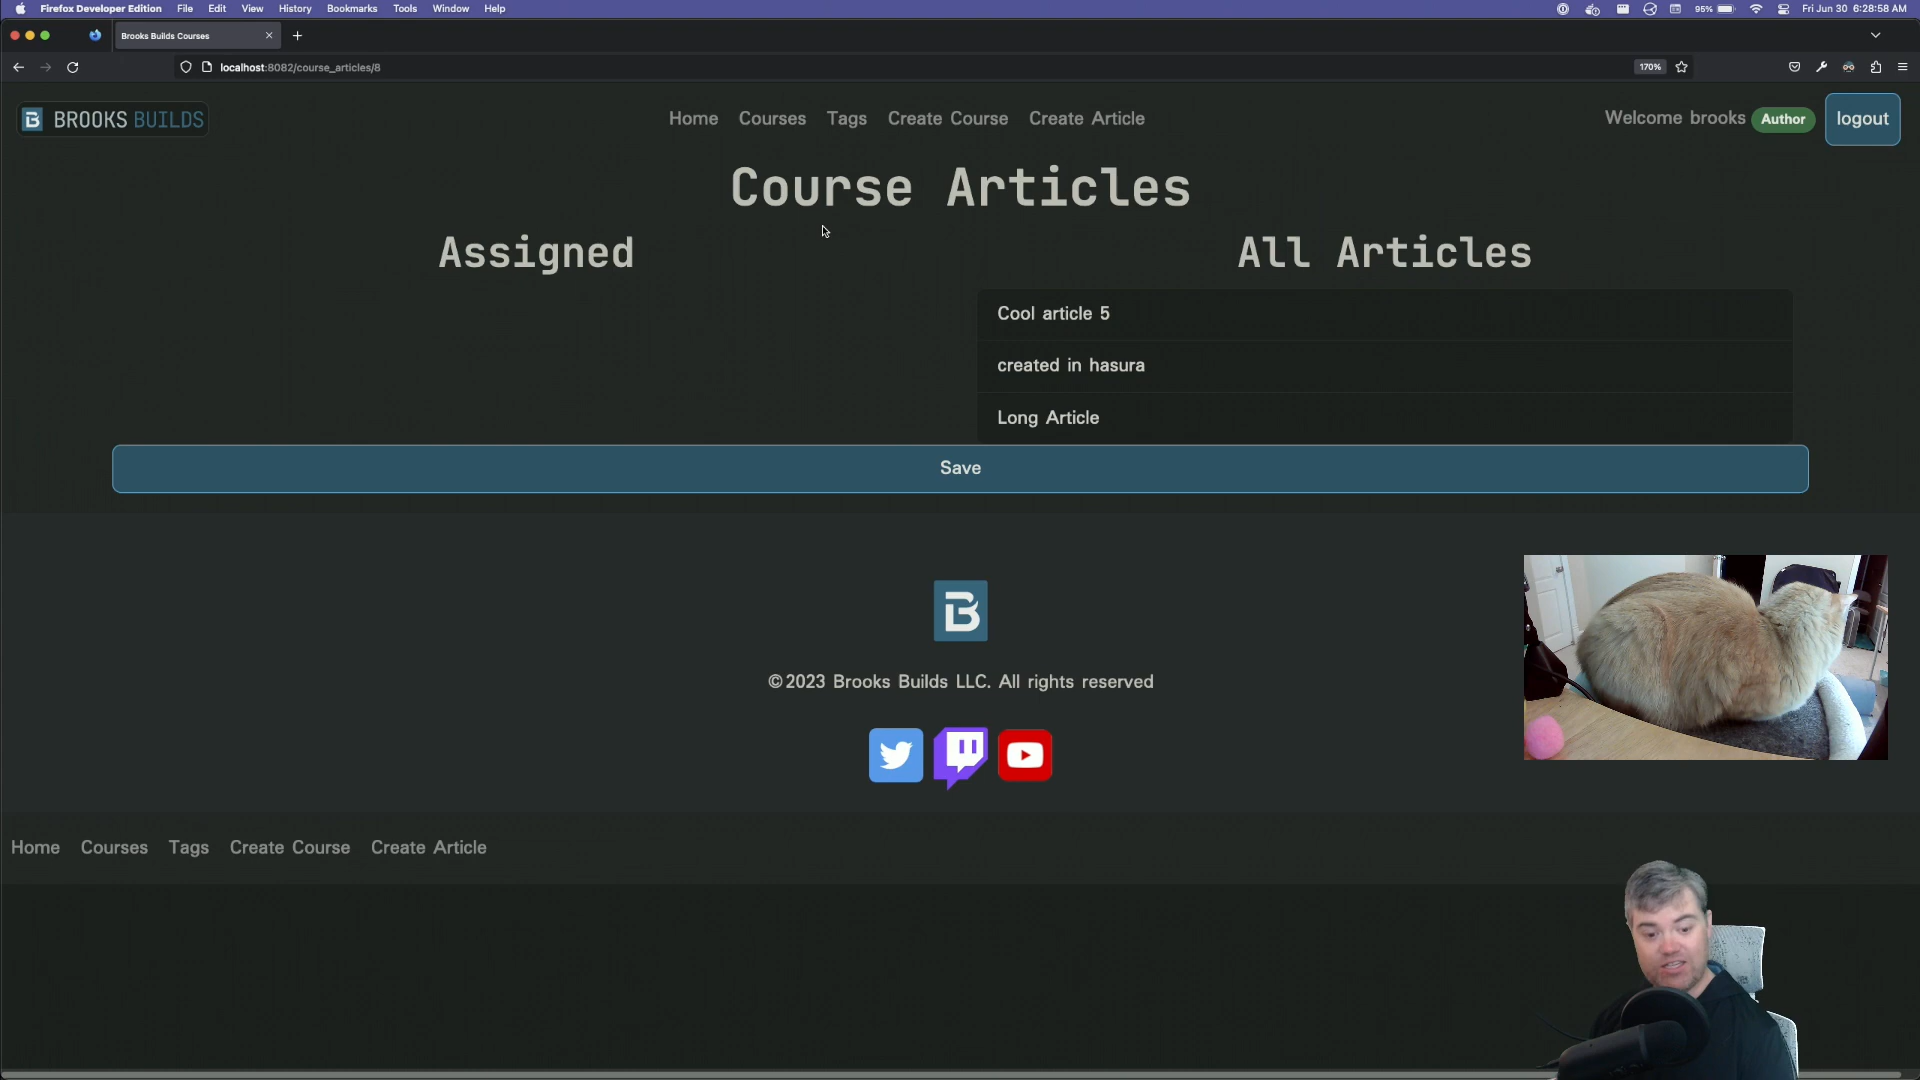 Firefox Developer Edition File Edit View History Bookmarks Tools Window Help 95% Fri Jun 30 6:28:58 AM
Brooks Builds Courses
localhost:8082/course_articles/8 170%
BROOKS BUILDS Home Courses Tags Create Course Create Article Welcome brooks Author logout
Course Articles
Assigned
All Articles
Cool article 5
created in hasura
Long Article
Save
B
©2023 Brooks Builds LLC. All rights reserved
Home Courses Tags Create Course Create Article